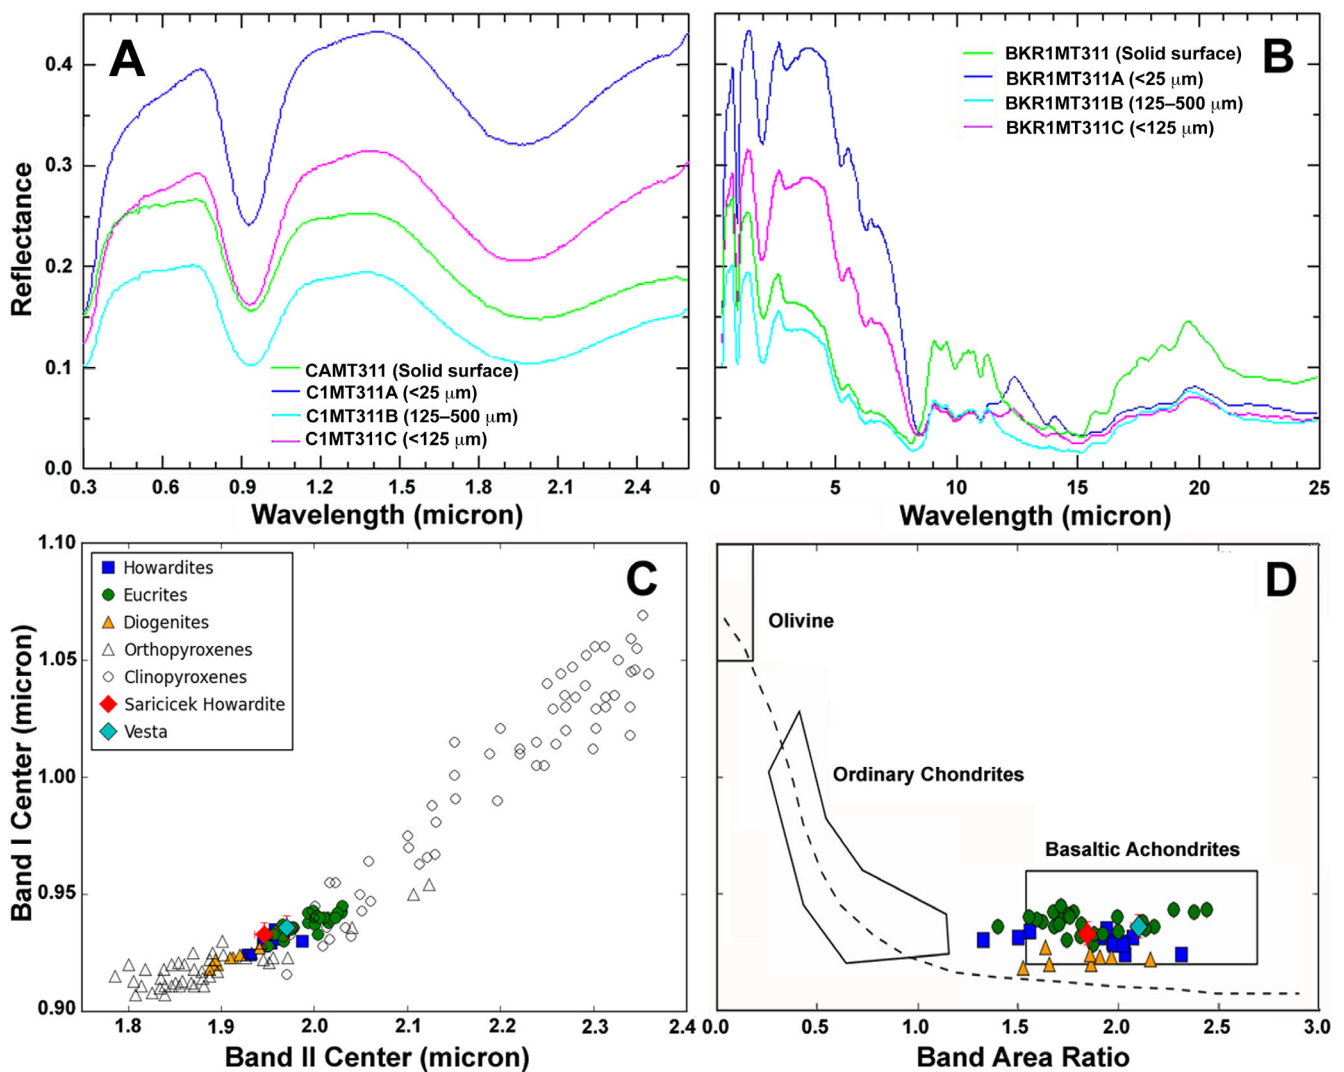 A
0.4
0.3
0.2
0.1
0.0
Reflectance
CAMT311 (Solid surface)
C1MT311A (<25 μm)
C1MT311B (125–500 μm)
C1MT311C (<125 μm)
0.3 0.6 0.9 1.2 1.5 1.8 2.1 2.4
Wavelength (micron)
B
BKR1MT311 (Solid surface)
BKR1MT311A (<25 μm)
BKR1MT311B (125–500 μm)
BKR1MT311C (<125 μm)
0 5 10 15 20 25
Wavelength (micron)
C
1.10
1.05
1.00
0.95
0.90
Band I Center (micron)
Howardites
Eucrites
Diogenites
Orthopyroxenes
Clinopyroxenes
Saricicek Howardite
Vesta
1.8 1.9 2.0 2.1 2.2 2.3 2.4
Band II Center (micron)
D
Olivine
Ordinary Chondrites
Basaltic Achondrites
0.0 0.5 1.0 1.5 2.0 2.5 3.0
Band Area Ratio